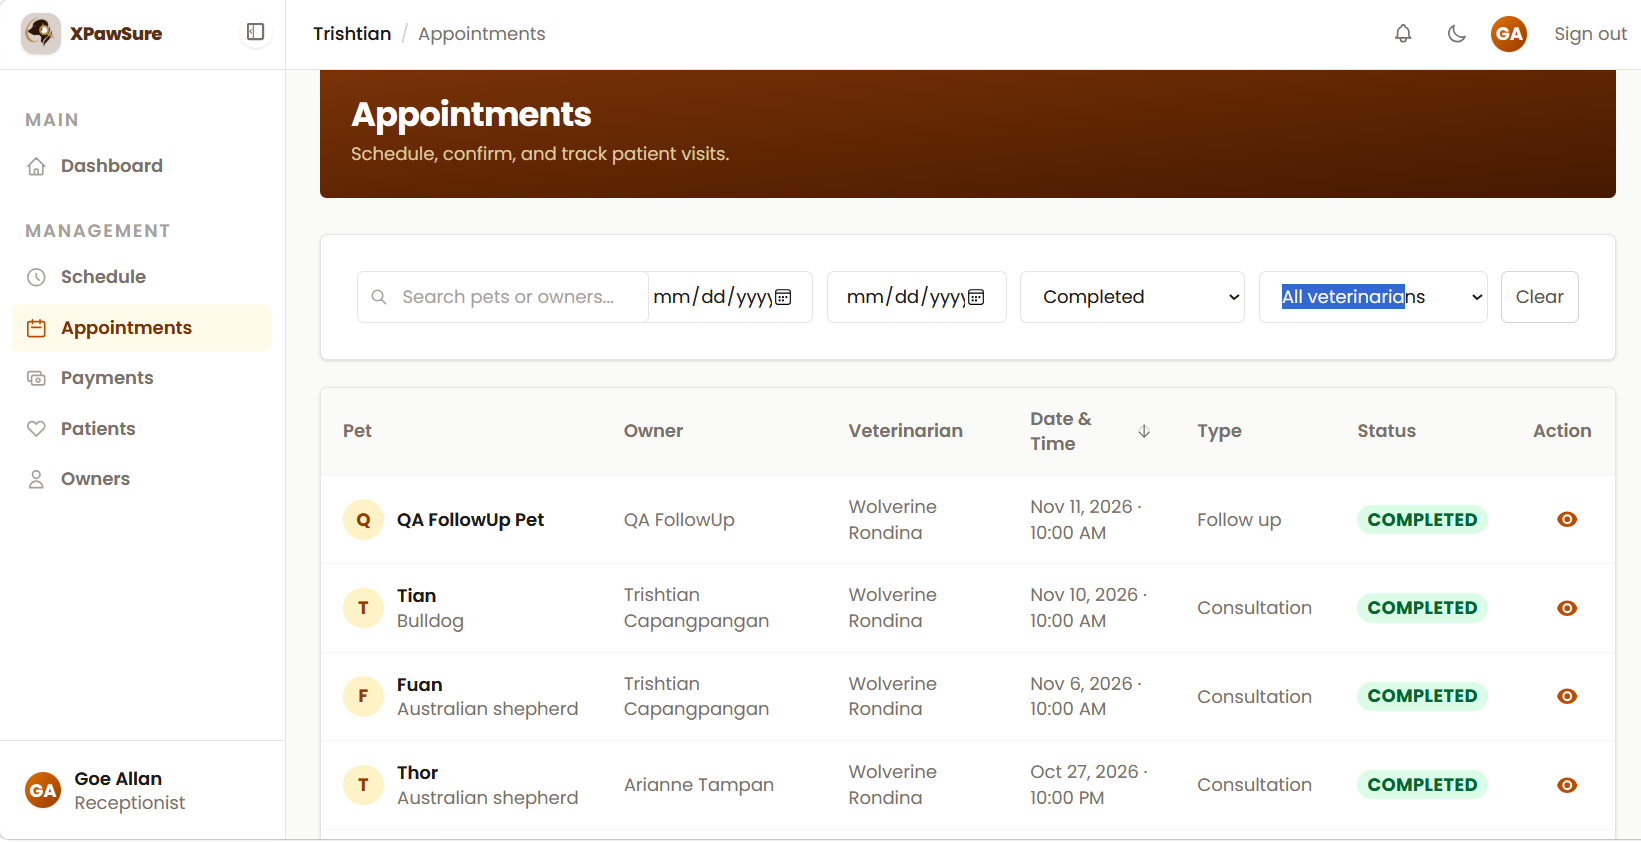 XPawSure
Trishtian / Appointments
GA
Sign out
MAIN
Dashboard
MANAGEMENT
Schedule
Appointments
Payments
Patients
Owners
GA
Goe Allan
Receptionist
Appointments
Schedule, confirm, and track patient visits.
Search pets or owners...
mm/dd/yyyy
mm/dd/yyyy
Completed
All veterinarians
Clear
Pet
Owner
Veterinarian
Date &
Time
Type
Status
Action
Q
QA FollowUp Pet
QA FollowUp
Wolverine
Rondina
Nov 11, 2026 ·
10:00 AM
Follow up
COMPLETED
T
Tian
Bulldog
Trishtian
Capangpangan
Wolverine
Rondina
Nov 10, 2026 ·
10:00 AM
Consultation
COMPLETED
F
Fuan
Australian shepherd
Trishtian
Capangpangan
Wolverine
Rondina
Nov 6, 2026 ·
10:00 AM
Consultation
COMPLETED
T
Thor
Australian shepherd
Arianne Tampan
Wolverine
Rondina
Oct 27, 2026 ·
10:00 PM
Consultation
COMPLETED